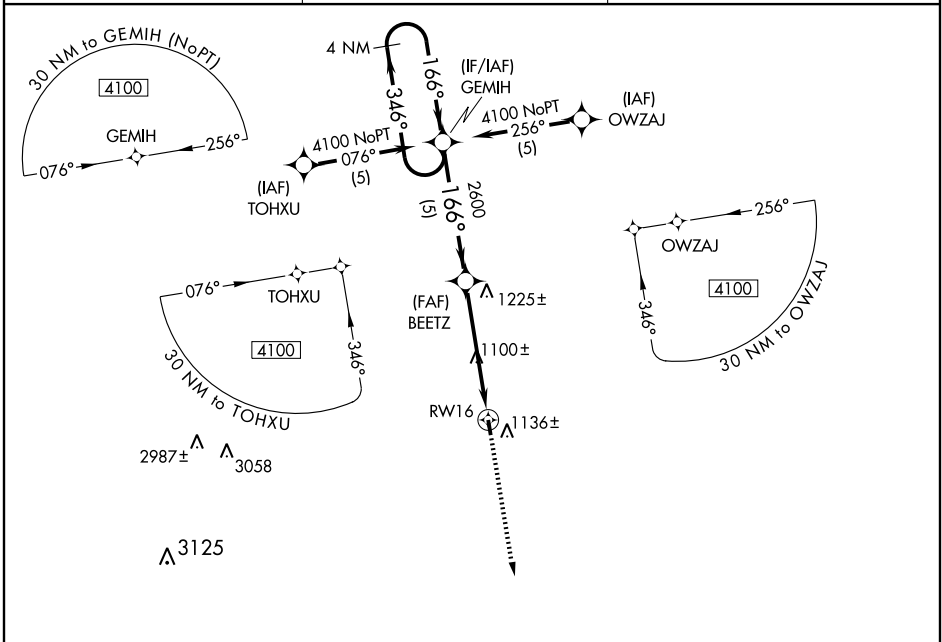 30 NM to GEMIH (NoPT)
4100
GEMIH
076°
256°
4 NM
346°
166°
(IF/IAF)
GEMIH
4100 NoPT
256°
(5)
(IAF)
OWZAJ
4100 NoPT
076°
(5)
(IAF)
TOHXU
2600
166°
(5)
256°
OWZAJ
346°
4100
30 NM to OWZAJ
076°
TOHXU
346°
4100
30 NM to TOHXU
(FAF)
BEETZ
1225±
1100±
RW16
1136±
2987±
3058
3125